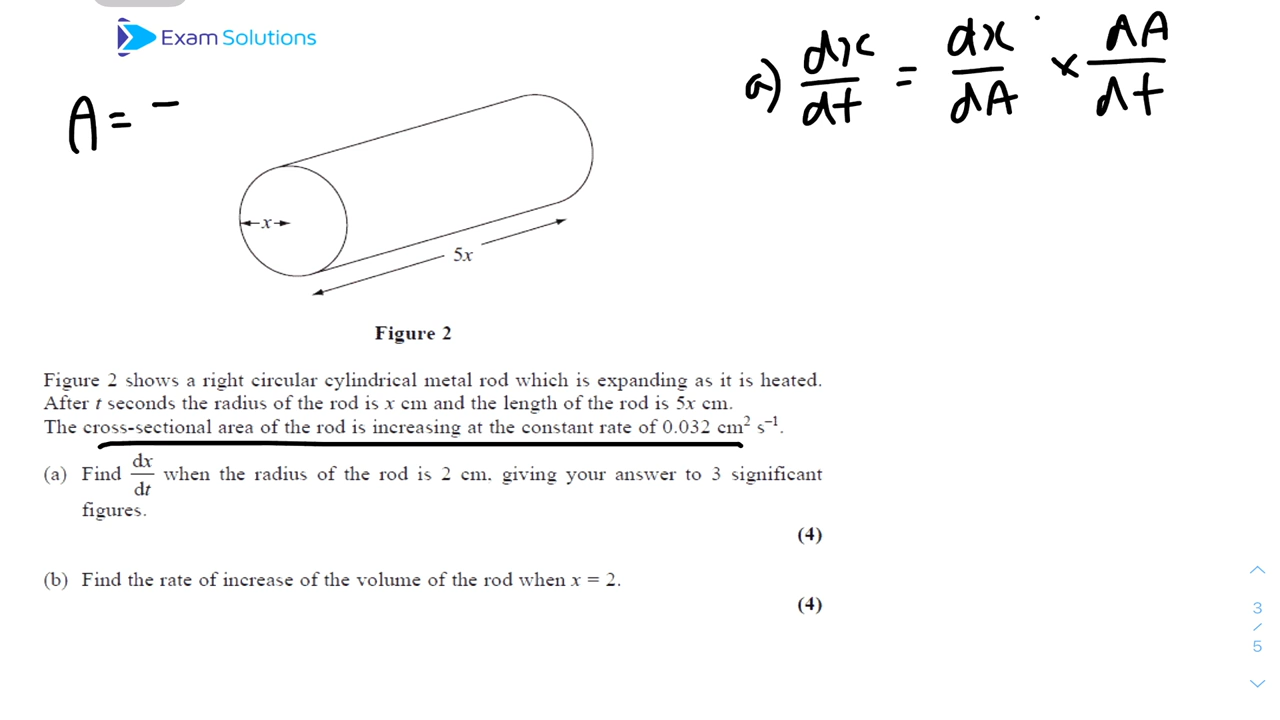 Exam Solutions
A = -
a) dx/dt = dx/dA × dA/dt
x
5x
Figure 2
Figure 2 shows a right circular cylindrical metal rod which is expanding as it is heated.
After t seconds the radius of the rod is x cm and the length of the rod is 5x cm.
The cross-sectional area of the rod is increasing at the constant rate of 0.032 cm² s⁻¹.
(a) Find dx/dt when the radius of the rod is 2 cm, giving your answer to 3 significant
figures.
(4)
(b) Find the rate of increase of the volume of the rod when x = 2.
(4)
3
/
5